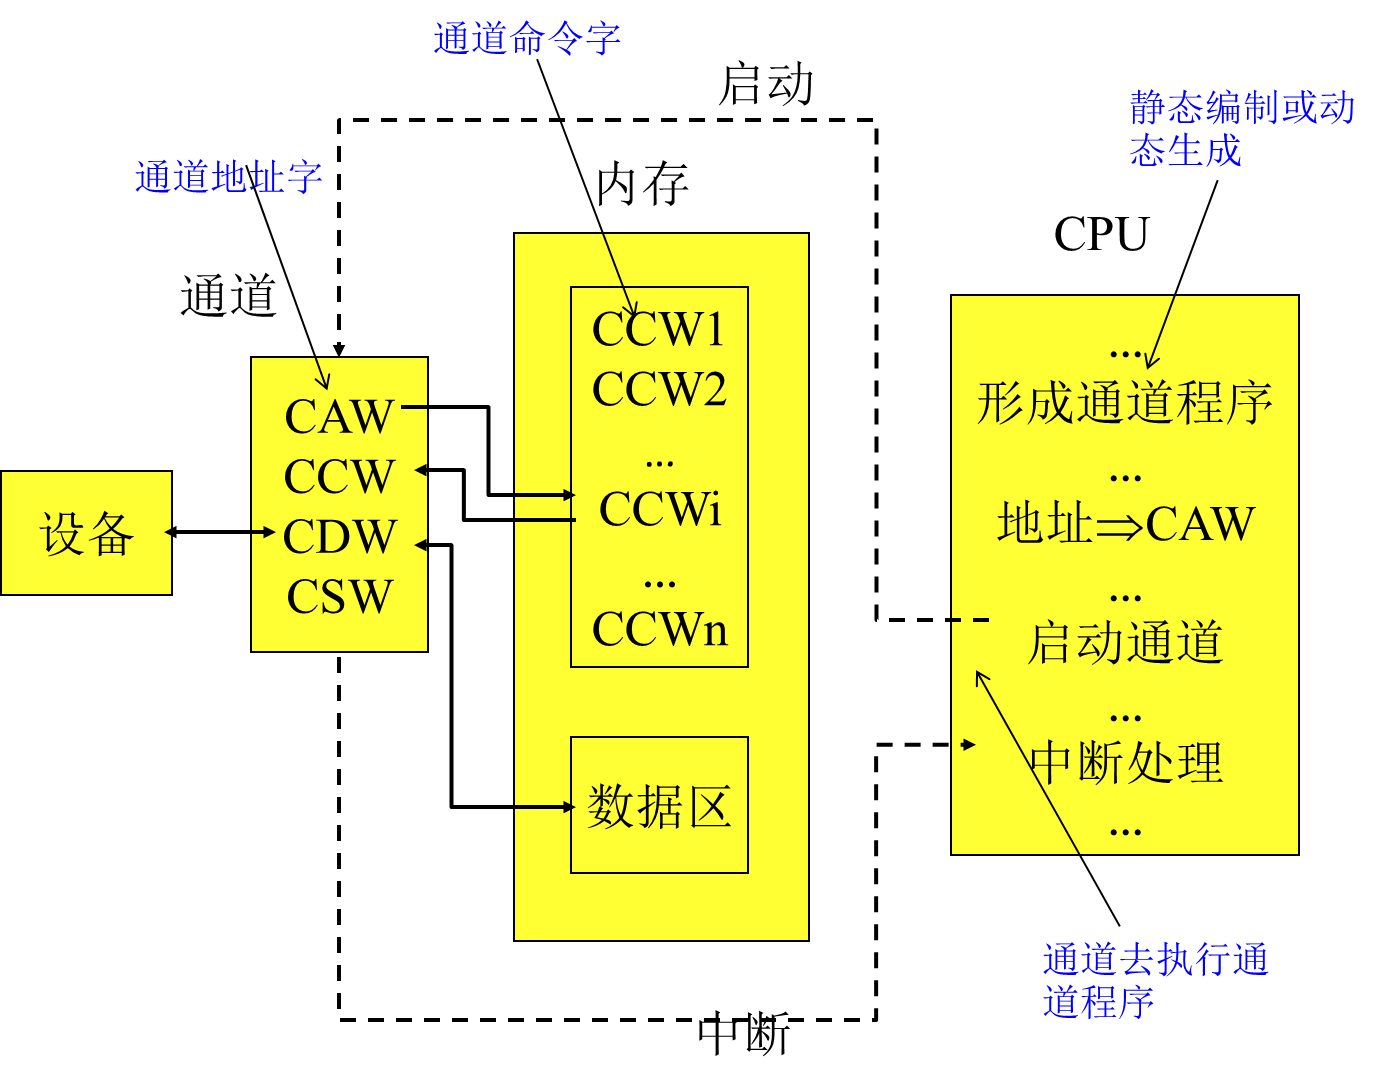 通道命令字
启动
静态编制或动
态生成
通道地址字
内存
CPU
通道
CAW
CCW
CDW
CSW
设备
CCW1
CCW2
...
CCWi
...
CCWn
数据区
...
形成通道程序
...
地址⇒CAW
...
启动通道
...
中断处理
...
通道去执行通
道程序
中断